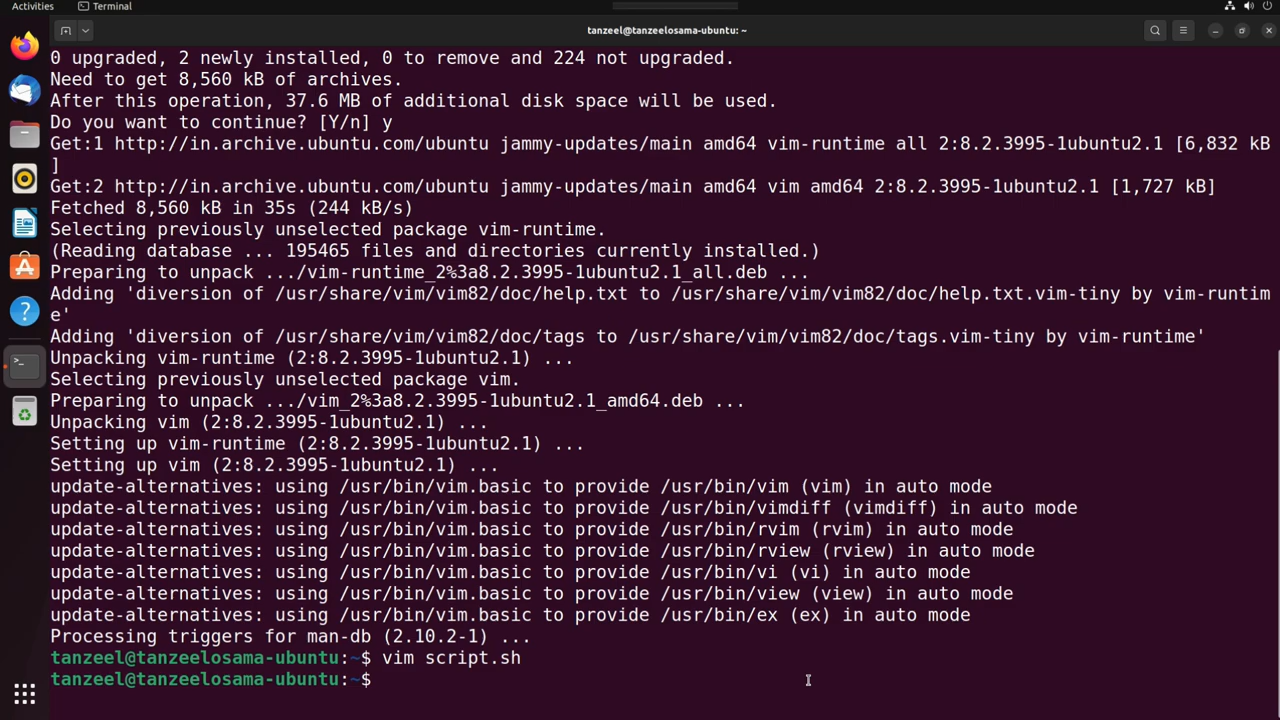 Activities
Terminal
tanzeel@tanzeelosama-ubuntu: ~
0 upgraded, 2 newly installed, 0 to remove and 224 not upgraded.
Need to get 8,560 kB of archives.
After this operation, 37.6 MB of additional disk space will be used.
Do you want to continue? [Y/n] y
Get:1 http://in.archive.ubuntu.com/ubuntu jammy-updates/main amd64 vim-runtime all 2:8.2.3995-1ubuntu2.1 [6,832 kB
]
Get:2 http://in.archive.ubuntu.com/ubuntu jammy-updates/main amd64 vim amd64 2:8.2.3995-1ubuntu2.1 [1,727 kB]
Fetched 8,560 kB in 35s (244 kB/s)
Selecting previously unselected package vim-runtime.
(Reading database ... 195465 files and directories currently installed.)
Preparing to unpack .../vim-runtime_2%3a8.2.3995-1ubuntu2.1_all.deb ...
Adding 'diversion of /usr/share/vim/vim82/doc/help.txt to /usr/share/vim/vim82/doc/help.txt.vim-tiny by vim-runtim
e'
Adding 'diversion of /usr/share/vim/vim82/doc/tags to /usr/share/vim/vim82/doc/tags.vim-tiny by vim-runtime'
Unpacking vim-runtime (2:8.2.3995-1ubuntu2.1) ...
Selecting previously unselected package vim.
Preparing to unpack .../vim_2%3a8.2.3995-1ubuntu2.1_amd64.deb ...
Unpacking vim (2:8.2.3995-1ubuntu2.1) ...
Setting up vim-runtime (2:8.2.3995-1ubuntu2.1) ...
Setting up vim (2:8.2.3995-1ubuntu2.1) ...
update-alternatives: using /usr/bin/vim.basic to provide /usr/bin/vim (vim) in auto mode
update-alternatives: using /usr/bin/vim.basic to provide /usr/bin/vimdiff (vimdiff) in auto mode
update-alternatives: using /usr/bin/vim.basic to provide /usr/bin/rvim (rvim) in auto mode
update-alternatives: using /usr/bin/vim.basic to provide /usr/bin/rview (rview) in auto mode
update-alternatives: using /usr/bin/vim.basic to provide /usr/bin/vi (vi) in auto mode
update-alternatives: using /usr/bin/vim.basic to provide /usr/bin/view (view) in auto mode
update-alternatives: using /usr/bin/vim.basic to provide /usr/bin/ex (ex) in auto mode
Processing triggers for man-db (2.10.2-1) ...
tanzeel@tanzeelosama-ubuntu:~$ vim script.sh
tanzeel@tanzeelosama-ubuntu:~$